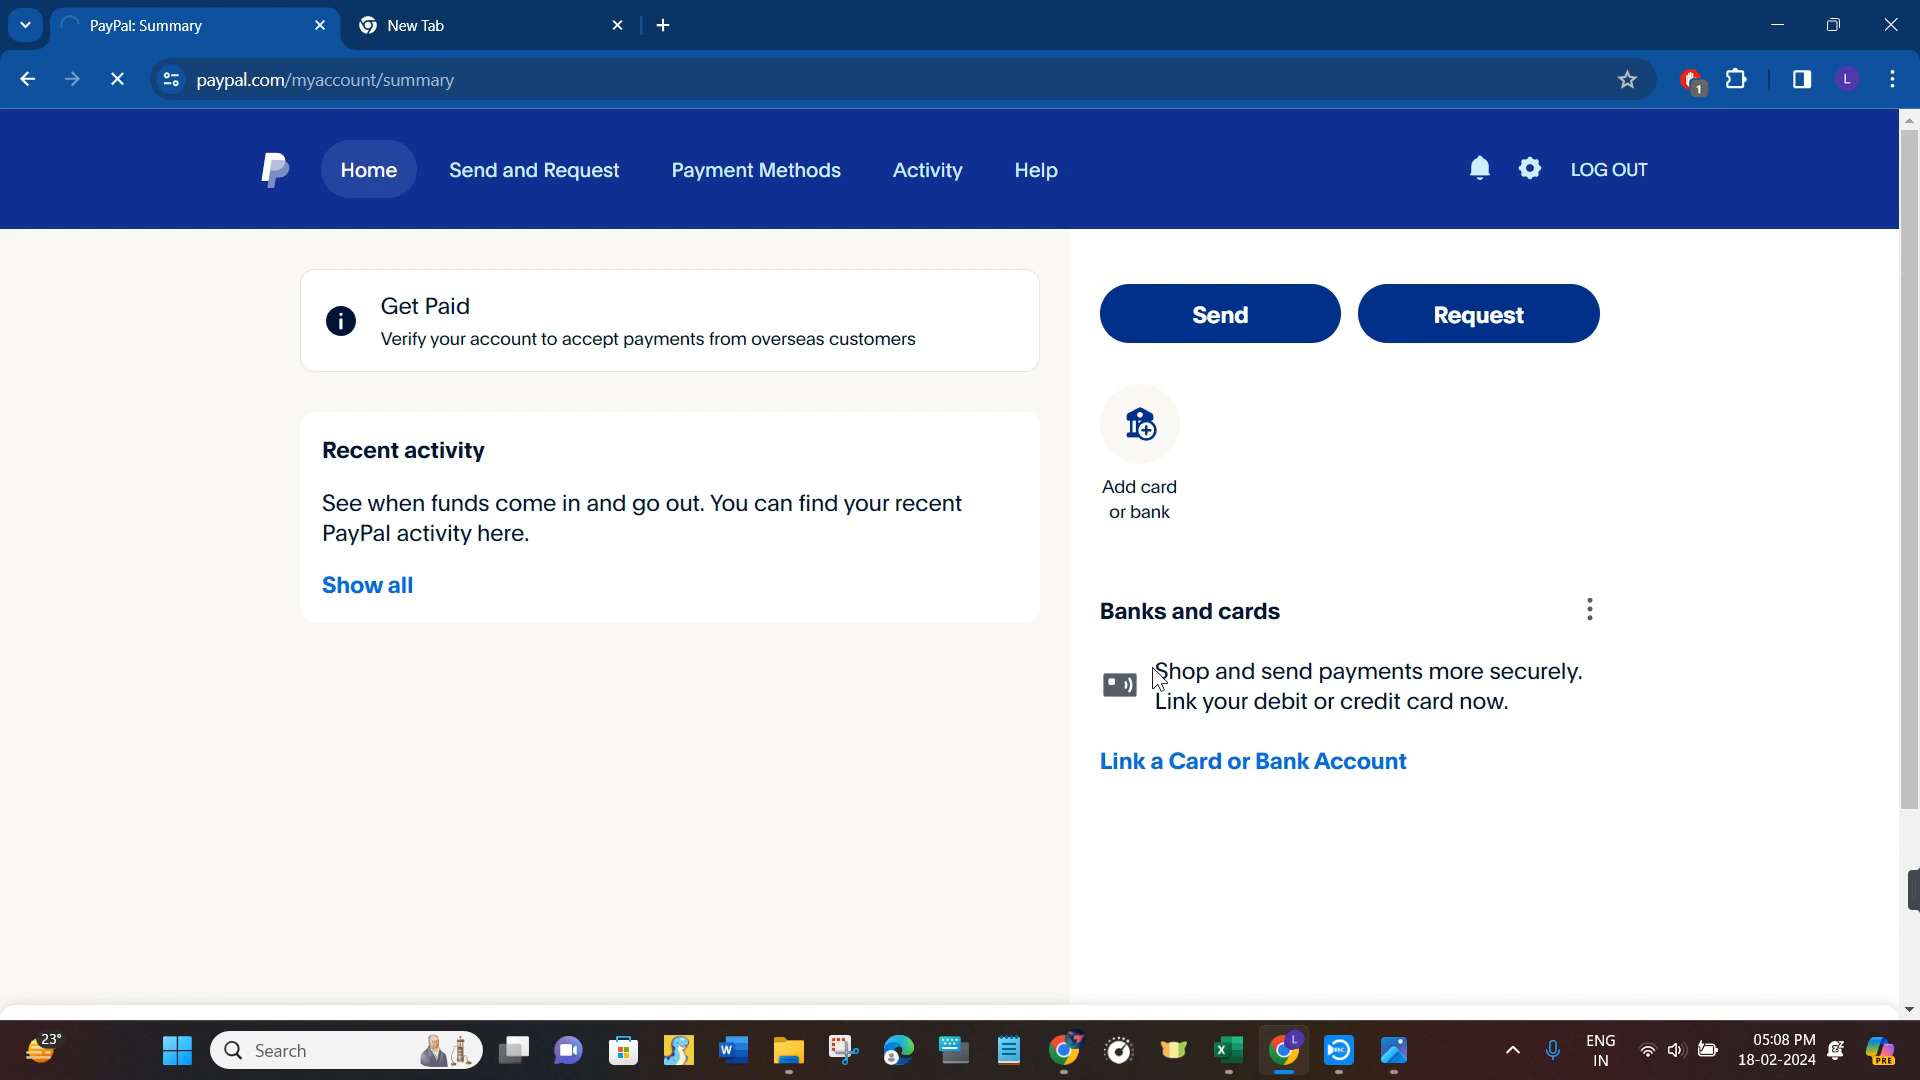 PayPal: Summary
New Tab
paypal.com/myaccount/summary
1
L
Home
Send and Request
Payment Methods
Activity
Help
LOG OUT
Get Paid
Verify your account to accept payments from overseas customers
Send
Request
Recent activity
See when funds come in and go out. You can find your recent
PayPal activity here.
Show all
Add card
or bank
Banks and cards
Shop and send payments more securely.
Link your debit or credit card now.
Link a Card or Bank Account
23°
Search
ENG
IN
05:08 PM
18-02-2024
PRE